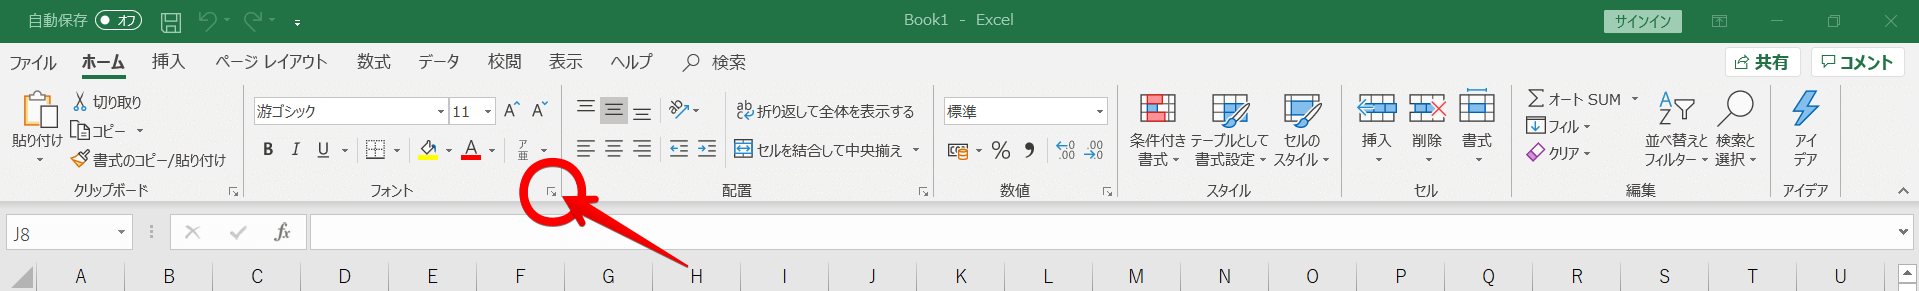 自動保存 オフ Book1 - Excel サインイン
ファイル ホーム 挿入 ページ レイアウト 数式 データ 校閲 表示 ヘルプ 検索 共有 コメント
貼り付け
切り取り
コピー
書式のコピー/貼り付け
クリップボード
游ゴシック 11 A A
B I U A ア亜
フォント
ab 折り返して全体を表示する
セルを結合して中央揃え
配置
標準
% 9 .0 .00 .00 .0
数値
条件付き書式
テーブルとして書式設定
セルのスタイル
スタイル
挿入 削除 書式
セル
Σ オート SUM
フィル
クリア
並べ替えとフィルター
検索と選択
編集
アイデア
アイデア
J8 fx
A B C D E F G H I J K L M N O P Q R S T U